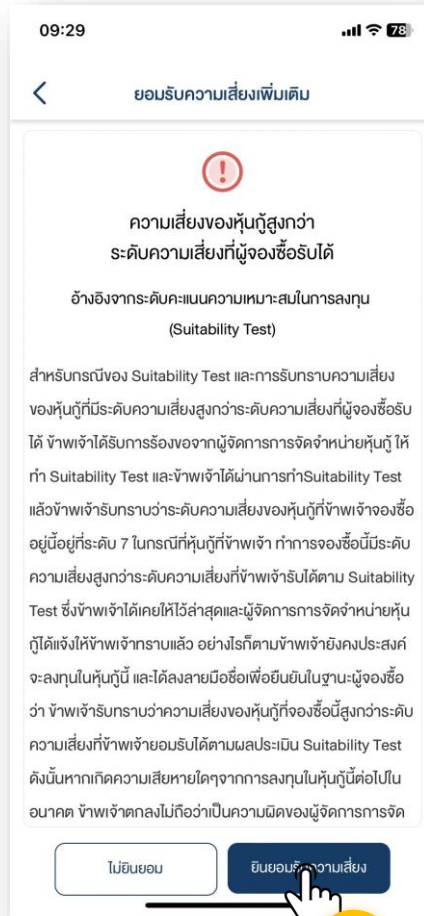 09:29
78
ยอมรับความเสี่ยงเพิ่มเติม
ความเสี่ยงของหุ้นกู้สูงกว่า
ระดับความเสี่ยงที่ผู้จองซื้อรับได้
อ้างอิงจากระดับคะแนนความเหมาะสมในการลงทุน
(Suitability Test)
สำหรับกรณีของ Suitability Test และการรับทราบความเสี่ยง
ของหุ้นกู้ที่มีระดับความเสี่ยงสูงกว่าระดับความเสี่ยงที่ผู้จองซื้อรับ
ได้ ข้าพเจ้าได้รับการร้องขอจากผู้จัดการการจัดจำหน่ายหุ้นกู้ ให้
ทำ Suitability Test และข้าพเจ้าได้ผ่านการทำSuitability Test
แล้วข้าพเจ้ารับทราบว่าระดับความเสี่ยงของหุ้นกู้ที่ข้าพเจ้าจองซื้อ
อยู่นี้อยู่ที่ระดับ 7 ในกรณีที่หุ้นกู้ที่ข้าพเจ้า ทำการจองซื้อนี้มีระดับ
ความเสี่ยงสูงกว่าระดับความเสี่ยงที่ข้าพเจ้ารับได้ตาม Suitability
Test ซึ่งข้าพเจ้าได้เคยให้ไว้ล่าสุดและผู้จัดการการจัดจำหน่ายหุ้น
กู้ได้แจ้งให้ข้าพเจ้าทราบแล้ว อย่างไรก็ตามข้าพเจ้ายังคงประสงค์
จะลงทุนในหุ้นกู้นี้ และได้ลงลายมือชื่อเพื่อยืนยันในฐานะผู้จองซื้อ
ว่า ข้าพเจ้ารับทราบว่าความเสี่ยงของหุ้นกู้ที่จองซื้อนี้สูงกว่าระดับ
ความเสี่ยงที่ข้าพเจ้ายอมรับได้ตามผลประเมิน Suitability Test
ดังนั้นหากเกิดความเสียหายใดๆจากการลงทุนในหุ้นกู้นี้ต่อไปใน
อนาคต ข้าพเจ้าตกลงไม่ถือว่าเป็นความผิดของผู้จัดการการจัด
ไม่ยินยอม
ยินยอมรับความเสี่ยง